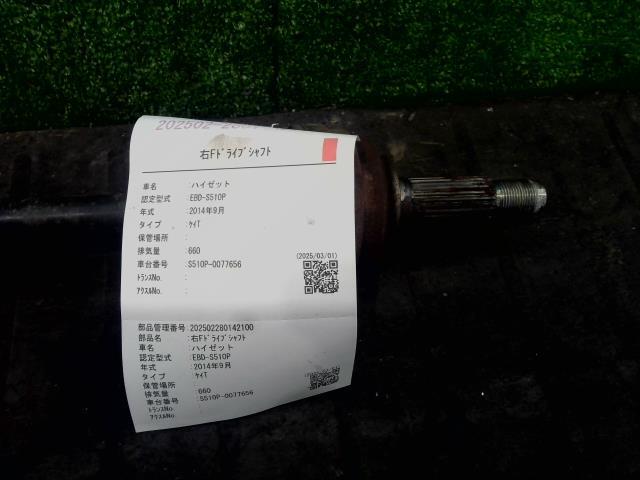 右Fﾄﾞﾗｲﾌﾞｼｬﾌﾄ
車名 :ハイゼット
認定型式 :EBD-S510P
年式 :2014年9月
タイプ :ｹｲT
保管場所 :
排気量 :660
車台番号 :S510P-0077656
ﾄﾗﾝｽNo. :
ｱｸｽﾙNo. :
(2025/03/01)
部品管理番号:202502280142100
部品名 :右Fﾄﾞﾗｲﾌﾞｼｬﾌﾄ
車名 :ハイゼット
認定型式 :EBD-S510P
年式 :2014年9月
タイプ :ｹｲT
保管場所 :
排気量 :660
車台番号 :S510P-0077656
ﾄﾗﾝｽNo. :
ｱｸｽﾙNo. :